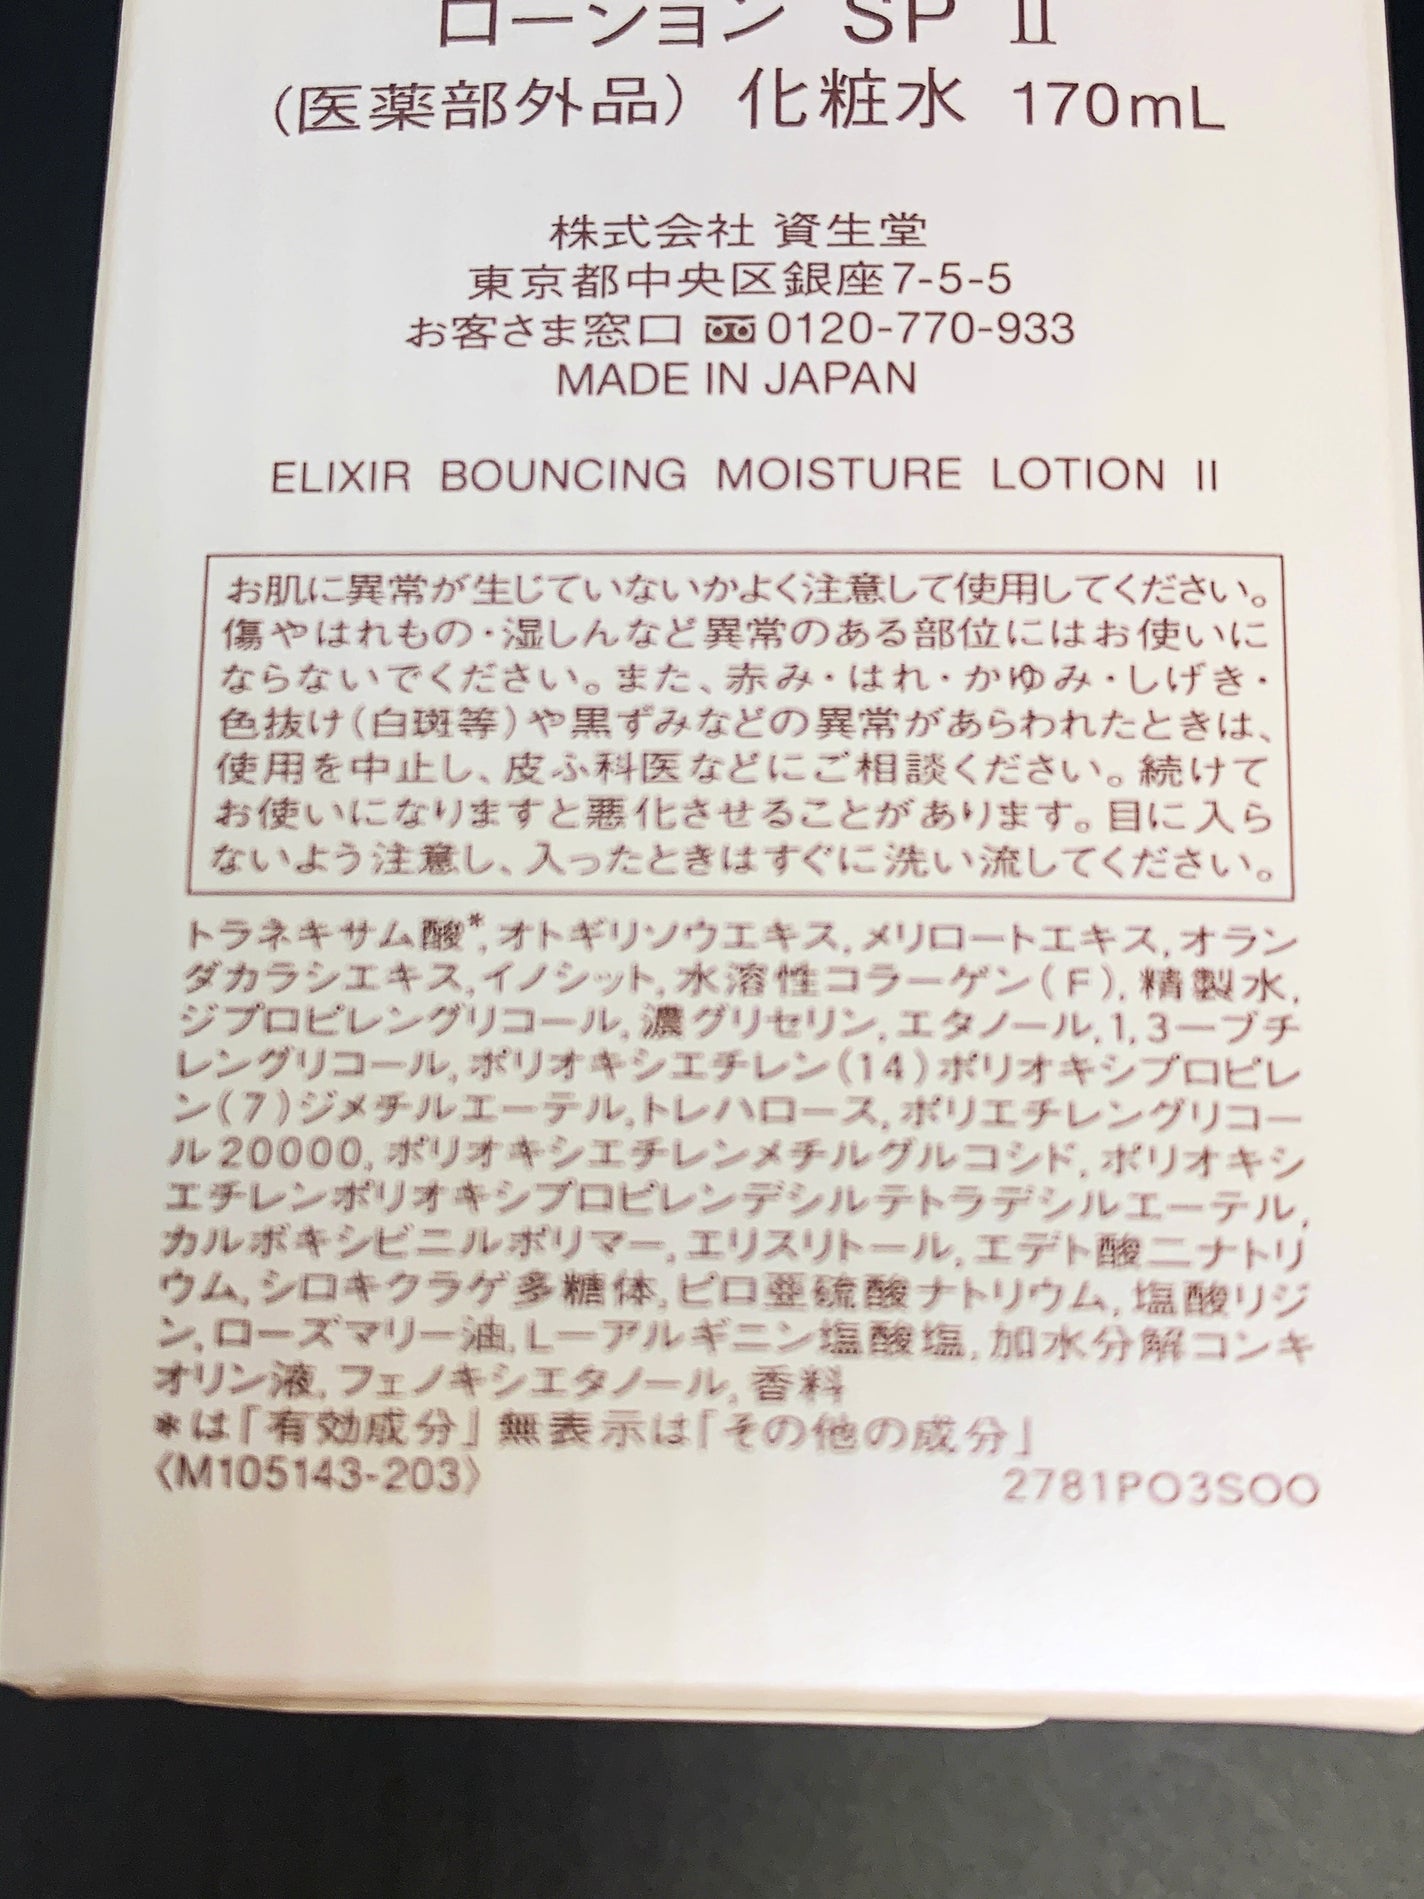 ローション SP Ⅱ
(医薬部外品) 化粧水 170mL
株式会社 資生堂
東京都中央区銀座7-5-5
お客さま窓口 0120-770-933
MADE IN JAPAN
ELIXIR BOUNCING MOISTURE LOTION II
お肌に異常が生じていないかよく注意して使用してください。
傷やはれもの・湿しんなど異常のある部位にはお使いに
ならないでください。また、赤み・はれ・かゆみ・しげき・
色抜け(白斑等)や黒ずみなどの異常があらわれたときは、
使用を中止し、皮ふ科医などにご相談ください。続けて
お使いになりますと悪化させることがあります。目に入ら
ないよう注意し、入ったときはすぐに洗い流してください。
トラネキサム酸*,オトギリソウエキス,メリロートエキス,オラン
ダカラシエキス,イノシット,水溶性コラーゲン(F),精製水,
ジプロピレングリコール,濃グリセリン,エタノール,1,3ーブチ
レングリコール,ポリオキシエチレン(14)ポリオキシプロピレ
ン(7)ジメチルエーテル,トレハロース,ポリエチレングリコー
ル20000,ポリオキシエチレンメチルグルコシド,ポリオキシ
エチレンポリオキシプロピレンデシルテトラデシルエーテル,
カルボキシビニルポリマー,エリスリトール,エデト酸二ナトリ
ウム,シロキクラゲ多糖体,ピロ亜硫酸ナトリウム,塩酸リジ
ン,ローズマリー油,Lーアルギニン塩酸塩,加水分解コンキ
オリン液,フェノキシエタノール,香料
*は「有効成分」無表示は「その他の成分」
〈M105143-203〉
2781PO3SOO